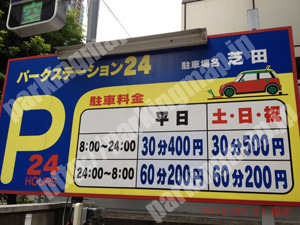 パークステーション24
駐車場名 芝田
駐車料金
平日 土・日・祝
8:00～24:00 30分400円 30分500円
24:00～8:00 60分200円 60分200円
P
24
HOURS